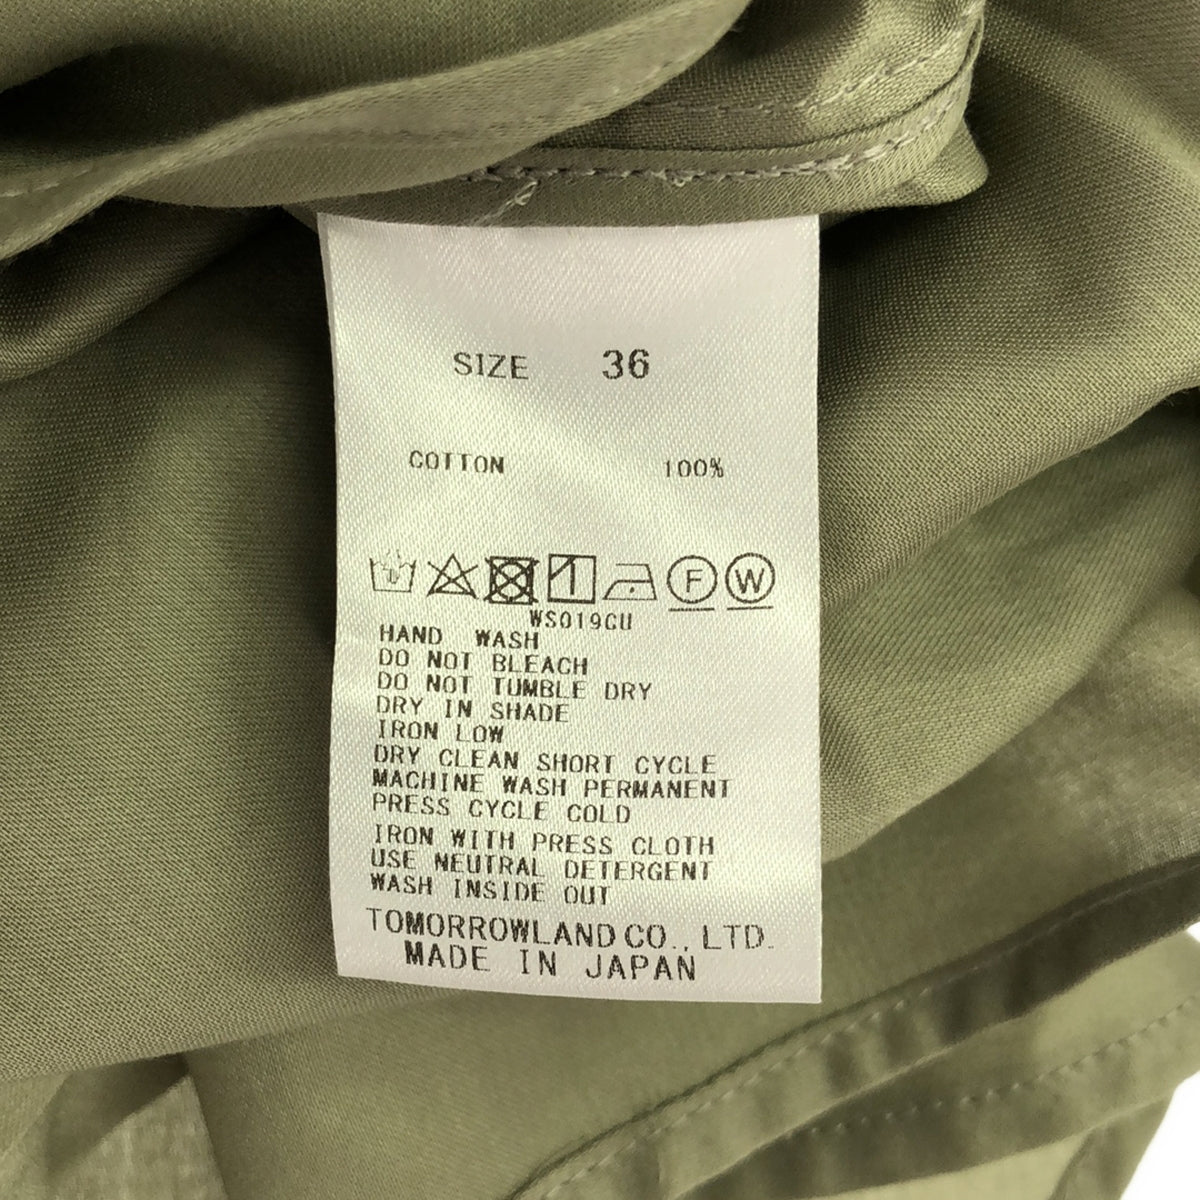 SIZE 36
COTTON 100%
F W
WS019CU
HAND WASH
DO NOT BLEACH
DO NOT TUMBLE DRY
DRY IN SHADE
IRON LOW
DRY CLEAN SHORT CYCLE
MACHINE WASH PERMANENT
PRESS CYCLE COLD
IRON WITH PRESS CLOTH
USE NEUTRAL DETERGENT
WASH INSIDE OUT
TOMORROWLAND CO., LTD.
MADE IN JAPAN